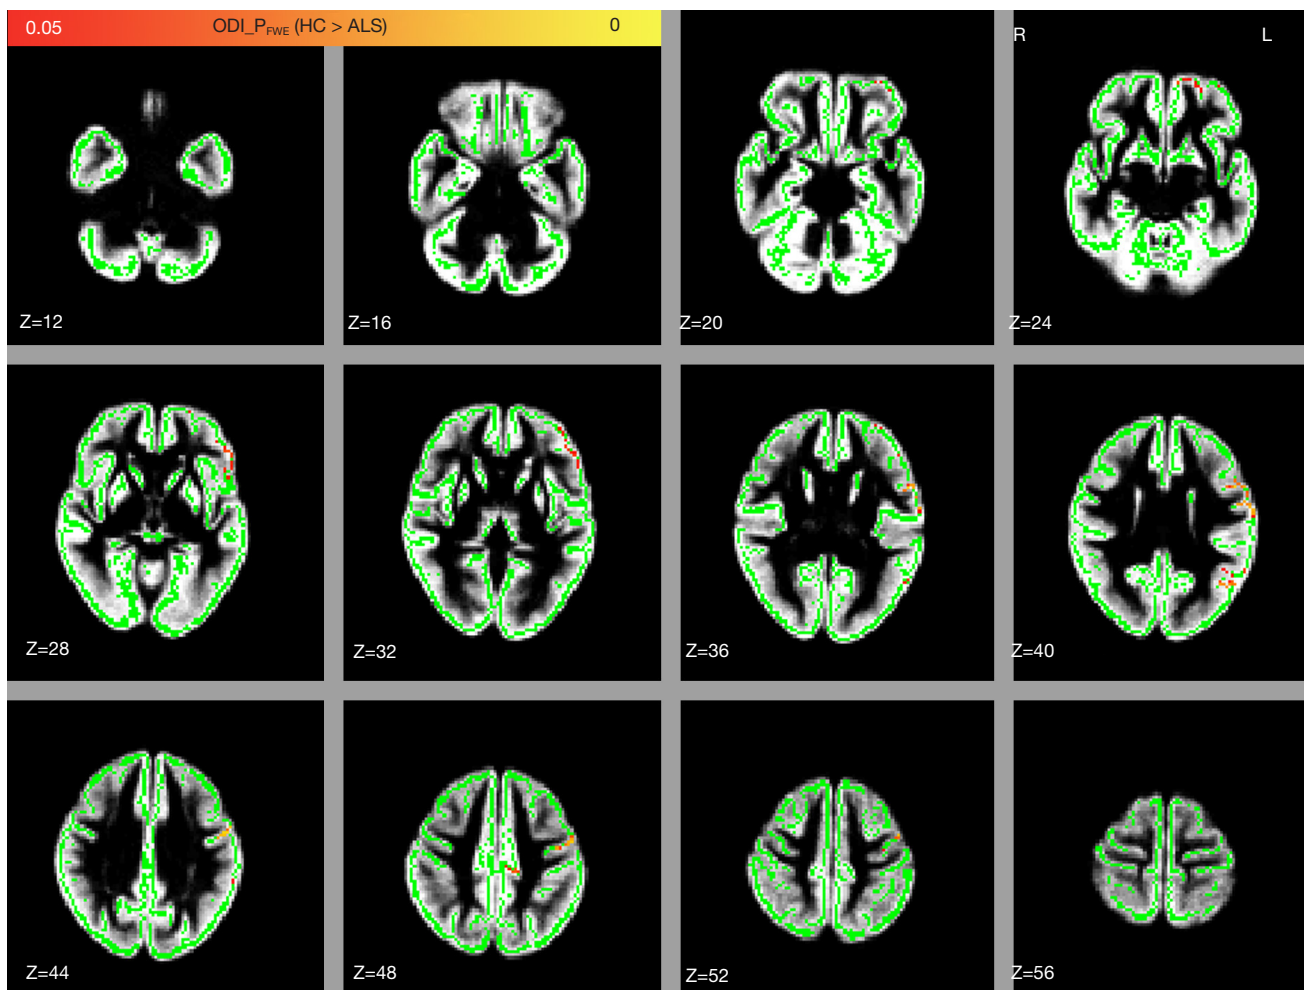 0.05 ODI_PFWE (HC > ALS) 0
R L
Z=12 Z=16 Z=20 Z=24
Z=28 Z=32 Z=36 Z=40
Z=44 Z=48 Z=52 Z=56